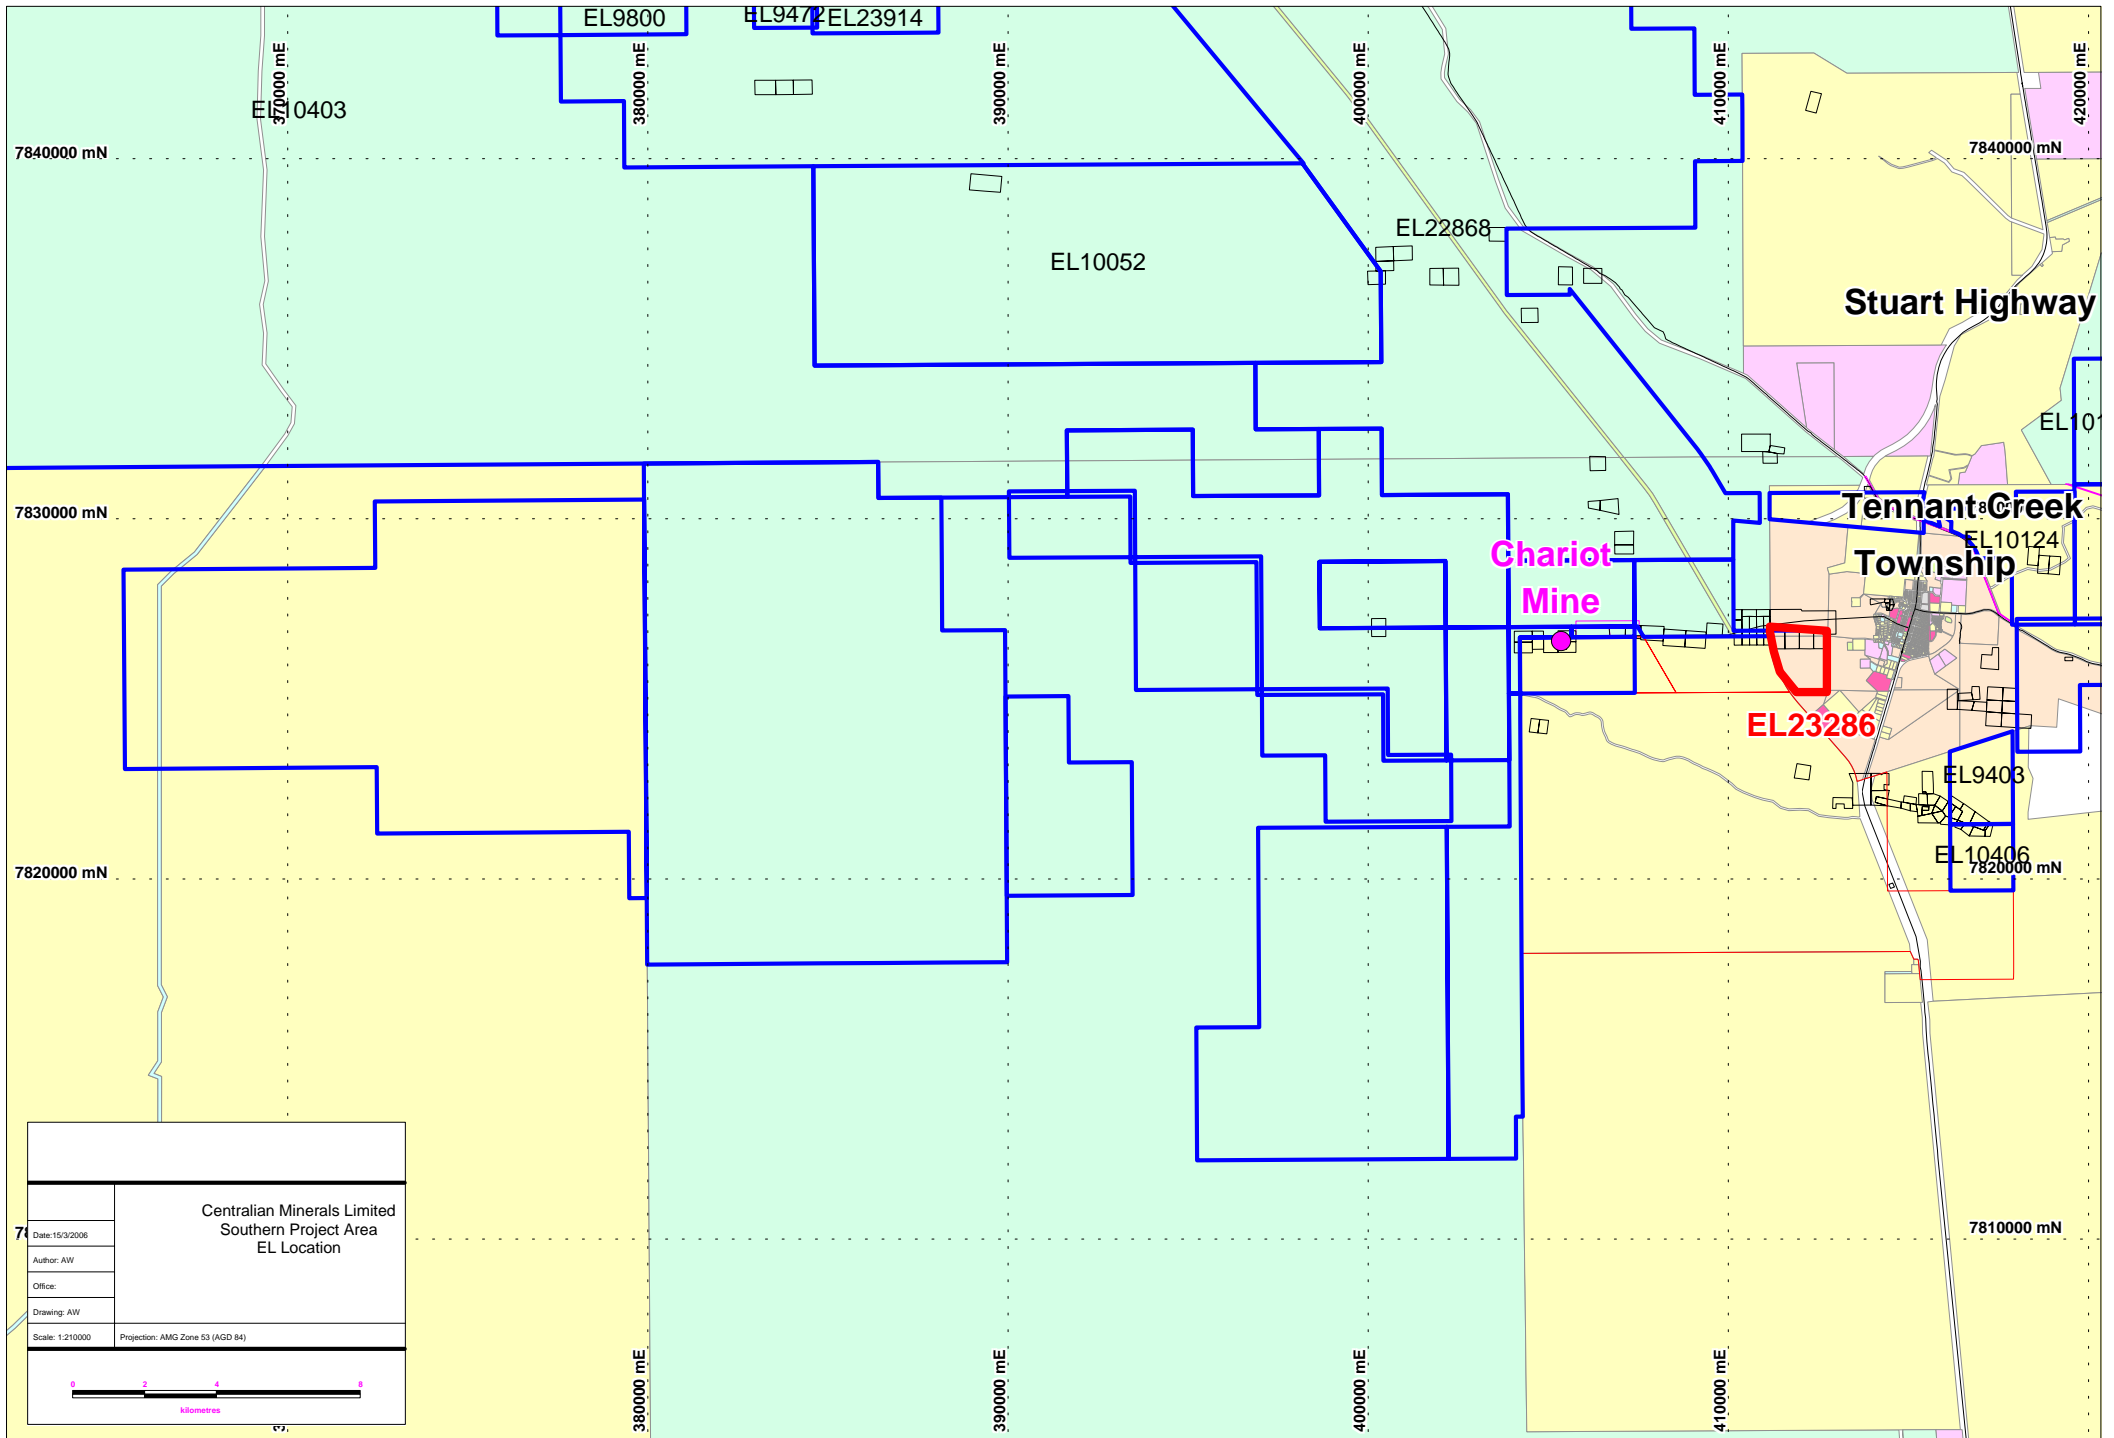 EL9800
EL9472
EL23914
370000 mE
380000 mE
390000 mE
400000 mE
410000 mE
420000 mE
EL10403
7840000 mN
7840000 mN
EL22868
EL10052
Stuart Highway
EL101
7830000 mN
Tennant Creek
EL10124
Township
Chariot
Mine
EL23286
EL9403
EL10406
7820000 mN
7820000 mN
7810000 mN
Centralian Minerals Limited
Southern Project Area
EL Location
Date:15/3/2006
Author: AW
Office:
Drawing: AW
Scale: 1:210000
Projection: AMG Zone 53 (AGD 84)
0 2 4 8
kilometres
380000 mE
390000 mE
400000 mE
410000 mE